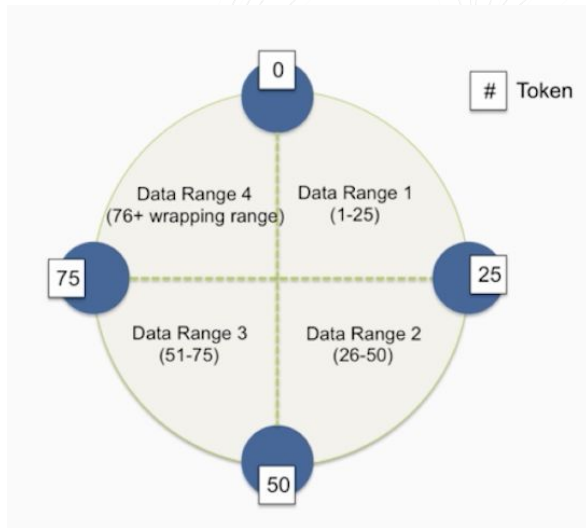 0
# Token
Data Range 4
(76+ wrapping range)
Data Range 1
(1-25)
75
25
Data Range 3
(51-75)
Data Range 2
(26-50)
50